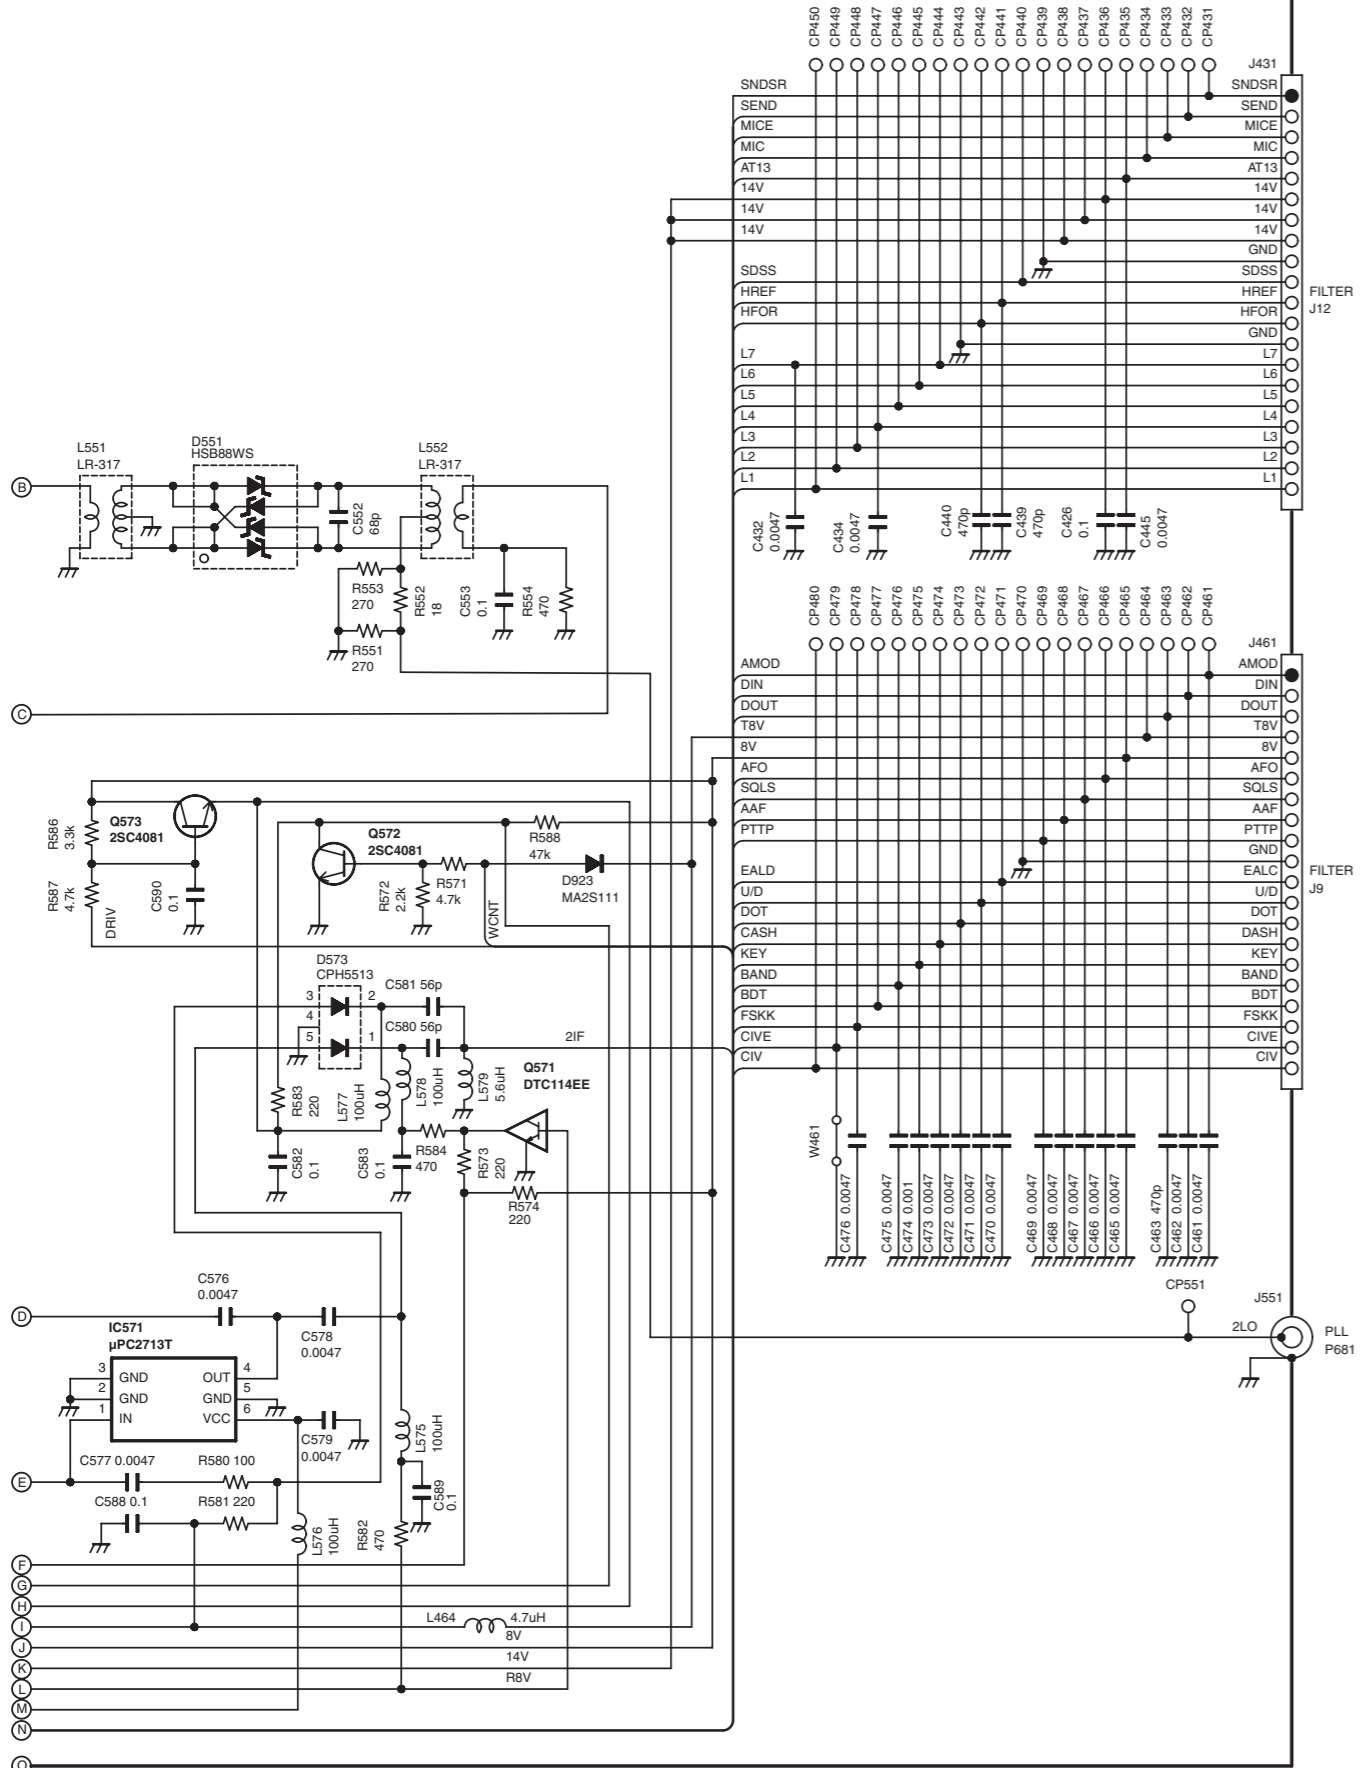 CP450
CP449
CP448
CP447
CP446
CP445
CP444
CP443
CP442
CP441
CP440
CP439
CP438
CP437
CP436
CP435
CP434
CP433
CP432
CP431
J431
SNDSR SNDSR
SEND SEND
MICE MICE
MIC MIC
AT13 AT13
14V 14V
14V 14V
14V 14V
GND
SDSS SDSS
HREF HREF
HFOR HFOR
GND
L7 L7
L6 L6
L5 L5
L4 L4
L3 L3
L2 L2
L1 L1
FILTER
J12
C432
0.0047
C434
0.0047
C440
470p
C439
470p
C426
0.1
C445
0.0047
L551
LR-317
D551
HSB88WS
L552
LR-317
B
C552
68p
R553
270
R552
18
C553
0.1
R554
470
R551
270
C
CP480
CP479
CP478
CP477
CP476
CP475
CP474
CP473
CP472
CP471
CP470
CP469
CP468
CP467
CP466
CP465
CP464
CP463
CP462
CP461
J461
AMOD AMOD
DIN DIN
DOUT DOUT
T8V T8V
8V 8V
AFO AFO
SQLS SQLS
AAF AAF
PTTP PTTP
GND
EALD EALC
U/D U/D
DOT DOT
CASH DASH
KEY KEY
BAND BAND
BDT BDT
FSKK FSKK
CIVE CIVE
CIV CIV
FILTER
J9
R586
3.3k
Q573
2SC4081
R587
4.7k
C590
0.1
DRIV
Q572
2SC4081
R588
47k
R572
2.2k
R571
4.7k
D923
MA2S111
WCNT
D573
CPH5513
3 2
4
5 1
C581 56p
C580 56p
2IF
R583
220
L577
100uH
L578
100uH
L579
5.6uH
Q571
DTC114EE
C582
0.1
C583
0.1
R584
470
R573
220
R574
220
W461
C476 0.0047
C475 0.0047
C474 0.001
C473 0.0047
C472 0.0047
C471 0.0047
C470 0.0047
C469 0.0047
C468 0.0047
C467 0.0047
C466 0.0047
C465 0.0047
C463 470p
C462 0.0047
C461 0.0047
CP551
J551
2LO
PLL
P681
C576
0.0047
D
IC571
µPC2713T
C578
0.0047
3 GND OUT 4
2 GND GND 5
1 IN VCC 6
C579
0.0047
L575
100uH
C577 0.0047
R580 100
E
C588 0.1
R581 220
C589
0.1
L576
100uH
R582
470
F
G
H
I
L464 4.7uH
J
8V
K
14V
L
R8V
M
N
O